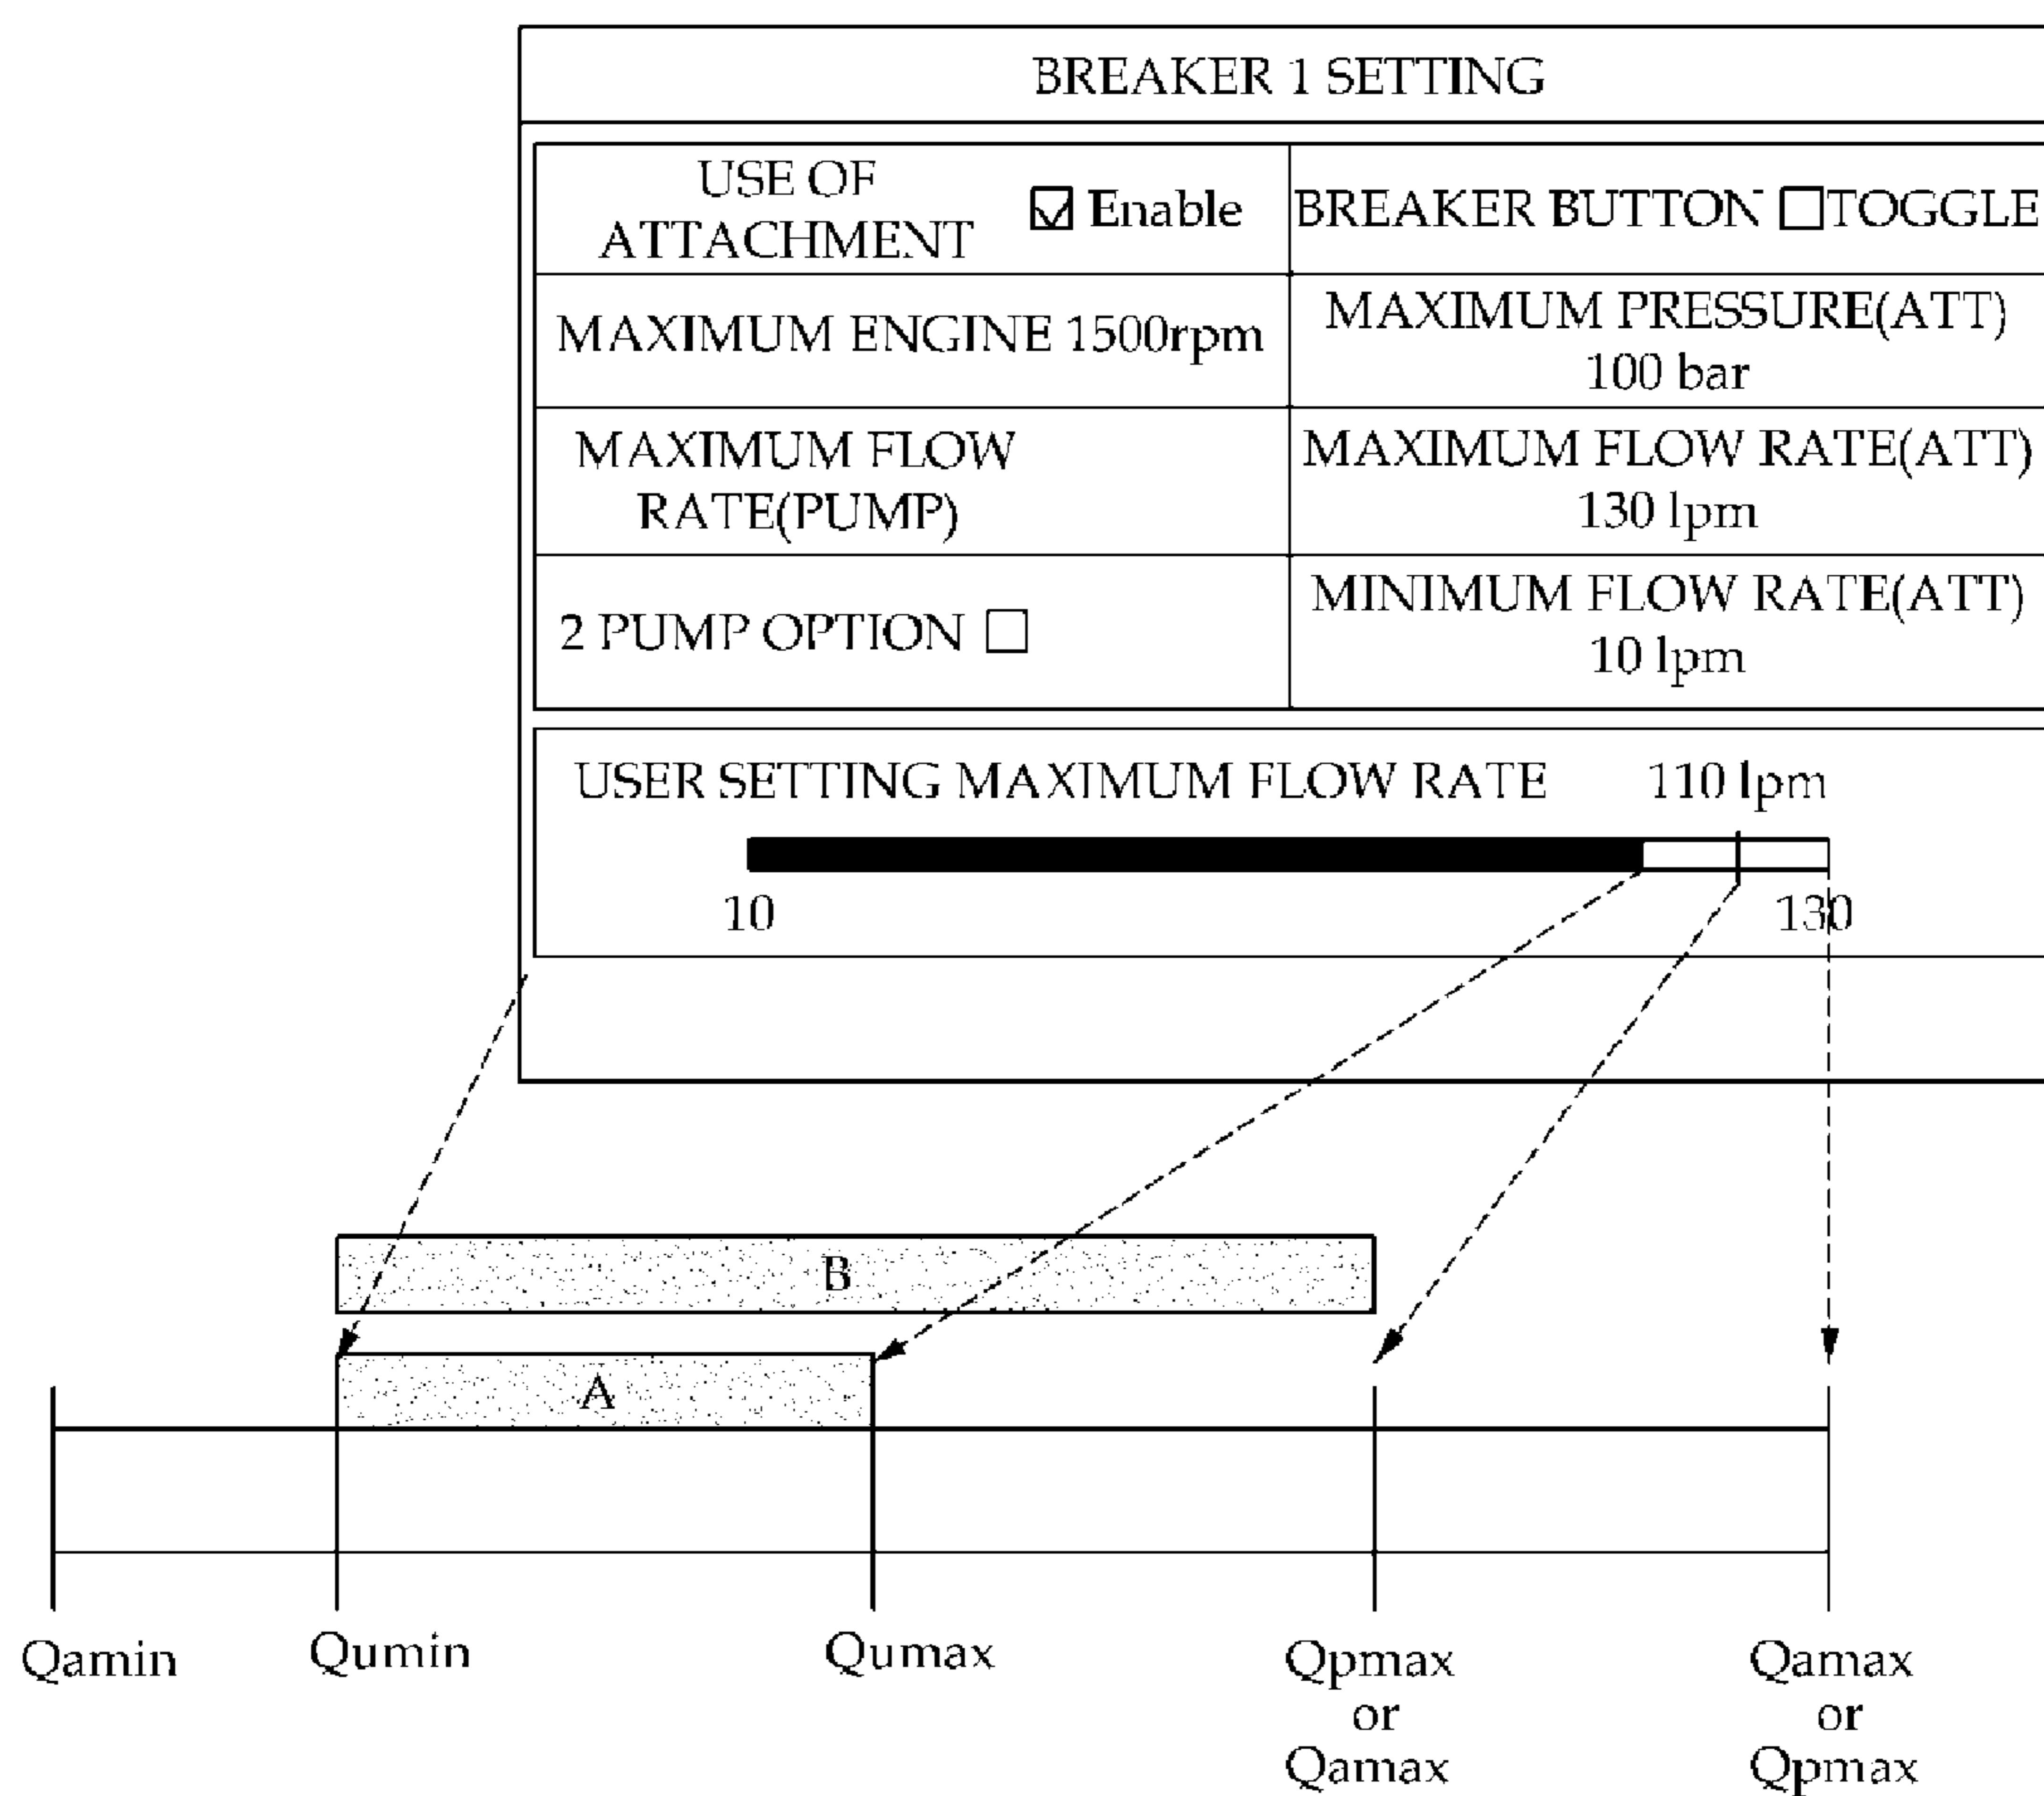 BREAKER 1 SETTING
USE OF
ATTACHMENT
Enable
BREAKER BUTTON TOGGLE
MAXIMUM ENGINE 1500rpm
MAXIMUM PRESSURE(ATT)
100 bar
MAXIMUM FLOW
RATE(PUMP)
MAXIMUM FLOW RATE(ATT)
130 lpm
2 PUMP OPTION
MINIMUM FLOW RATE(ATT)
10 lpm
USER SETTING MAXIMUM FLOW RATE 110 lpm
10
130
B
A
Qamin
Qumin
Qumax
Qpmax
or
Qamax
Qamax
or
Qpmax